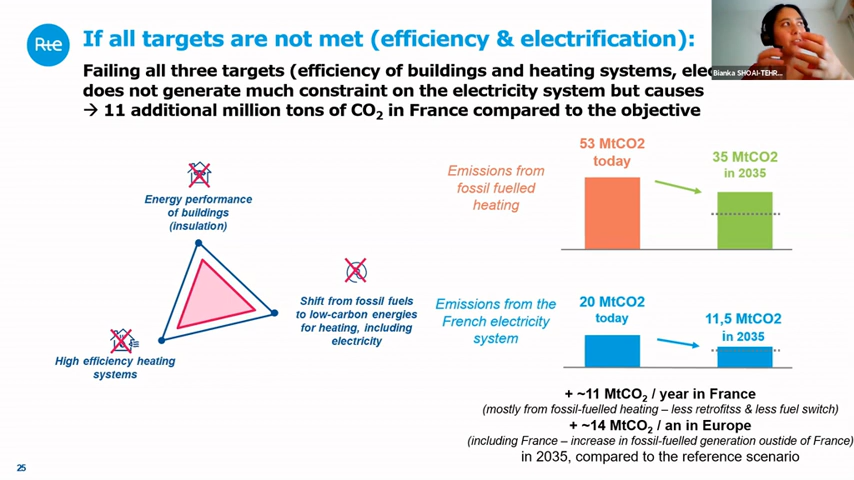 Rte
If all targets are not met (efficiency & electrification):
Failing all three targets (efficiency of buildings and heating systems,
does not generate much constraint on the electricity system but causes
→ 11 additional million tons of CO2 in France compared to the objective
Bianka SHOAI-TEHR...
53 MtCO2
today
35 MtCO2
in 2035
Emissions from
fossil fuelled
heating
Energy performance
of buildings
(insulation)
Shift from fossil fuels
to low-carbon energies
for heating, including
electricity
High efficiency heating
systems
Emissions from the
French electricity
system
20 MtCO2
today
11,5 MtCO2
in 2035
+ ~11 MtCO2 / year in France
(mostly from fossil-fuelled heating – less retrofitss & less fuel switch)
+ ~14 MtCO2 / an in Europe
(including France – increase in fossil-fuelled generation oustide of France)
in 2035, compared to the reference scenario
25